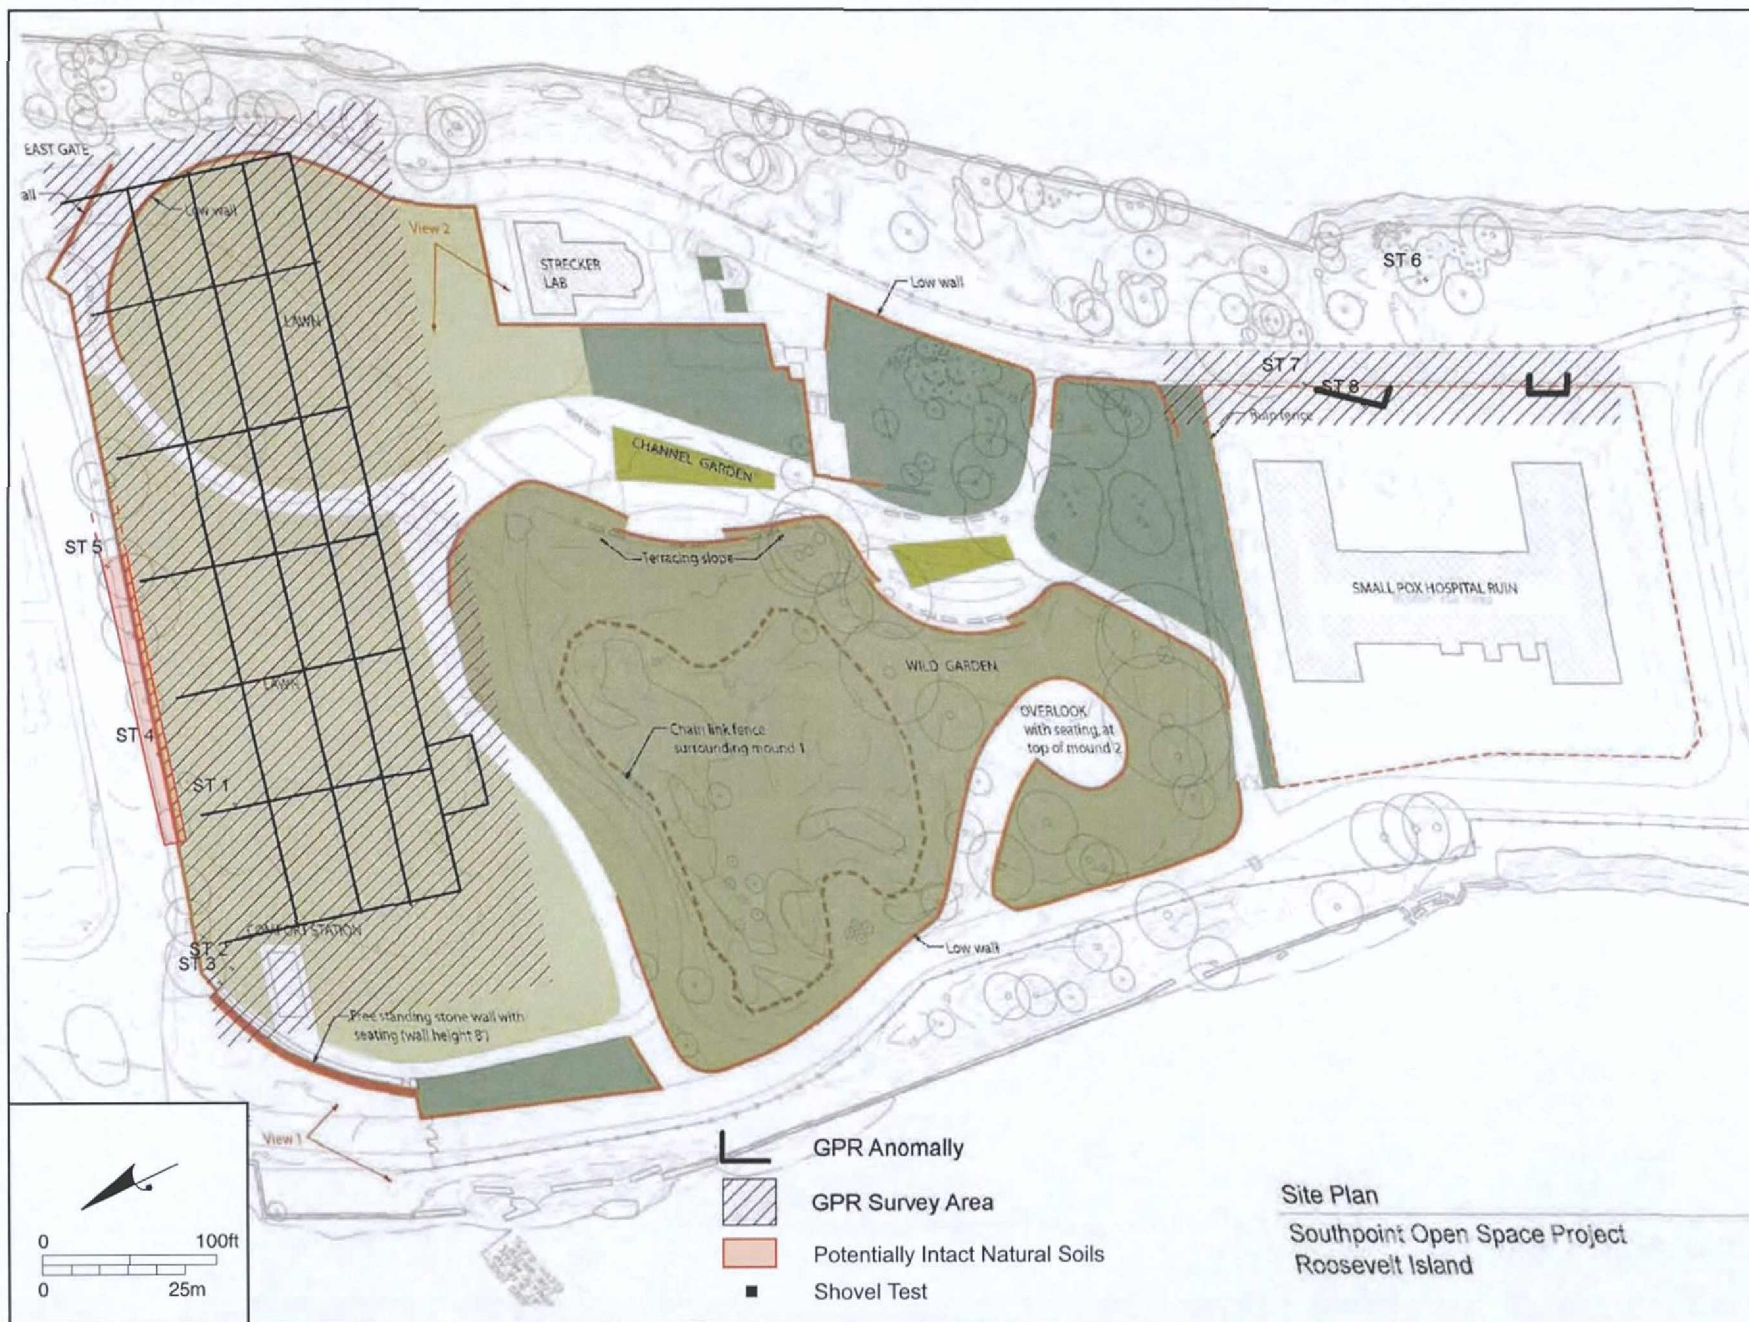 EAST GATE
all
Low wall
View 2
STRECKER
LAB
Low wall
ST 6
LAWN
ST 7
ST 8
Ruin fence
CHANNEL GARDEN
ST 5
Terracing slope
SMALL POX HOSPITAL RUIN
WILD GARDEN
LAWN
OVERLOOK
with seating, at
top of mound 2
Chain link fence
surrounding mound 1
ST 4
ST 1
COMFORT STATION
ST 2
ST 3
Low wall
Free standing stone wall with
seating (wall height 8')
View 1
GPR Anomally
GPR Survey Area
Potentially Intact Natural Soils
Shovel Test
Site Plan
Southpoint Open Space Project
Roosevelt Island
0 100ft
0 25m